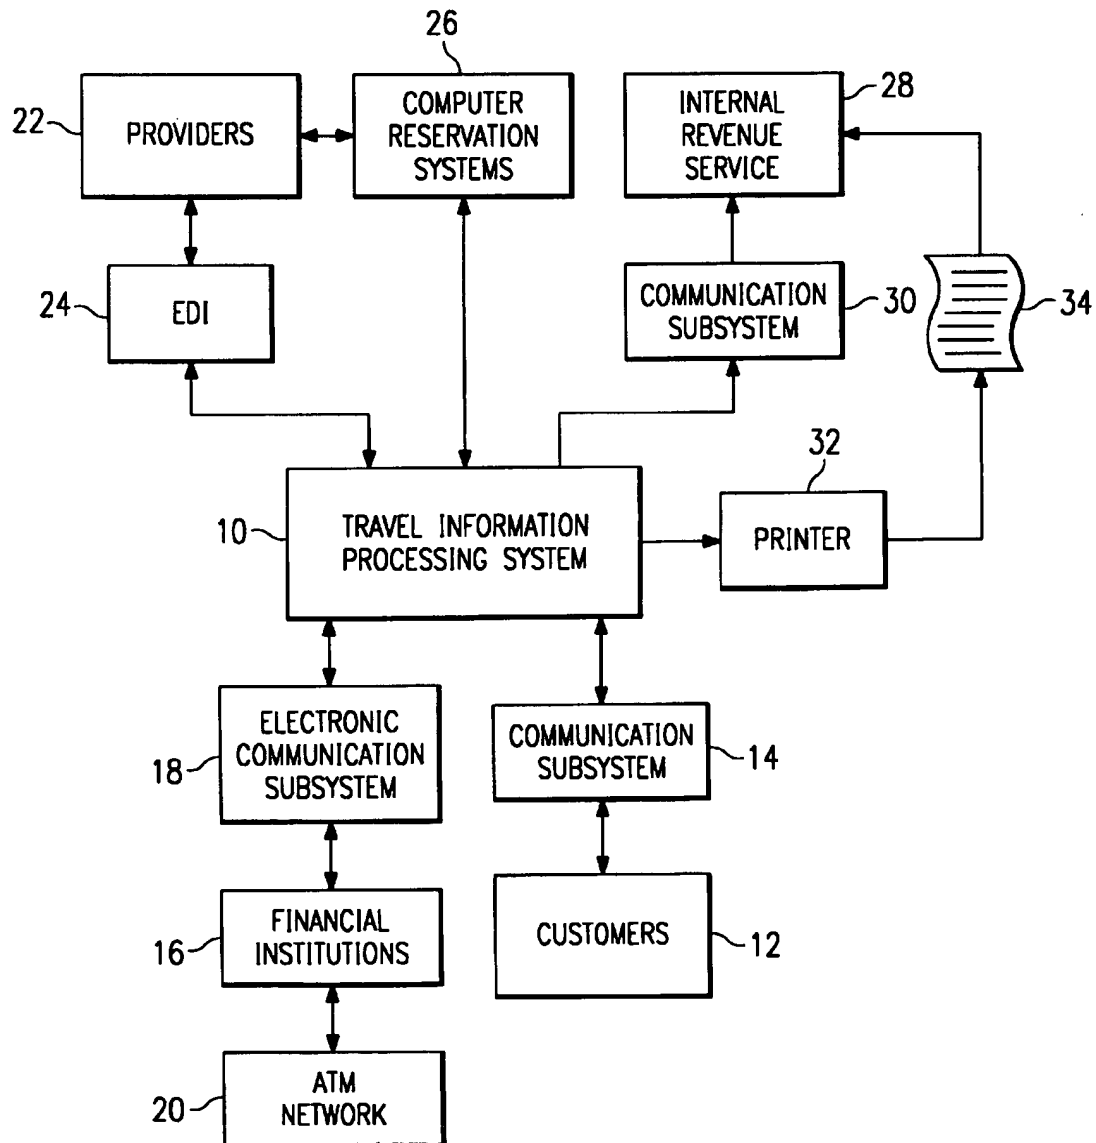 26
22
PROVIDERS
COMPUTER
RESERVATION
SYSTEMS
INTERNAL
REVENUE
SERVICE
28
24
EDI
COMMUNICATION
SUBSYSTEM
30
34
32
10
TRAVEL INFORMATION
PROCESSING SYSTEM
PRINTER
18
ELECTRONIC
COMMUNICATION
SUBSYSTEM
COMMUNICATION
SUBSYSTEM
14
16
FINANCIAL
INSTITUTIONS
CUSTOMERS
12
20
ATM
NETWORK